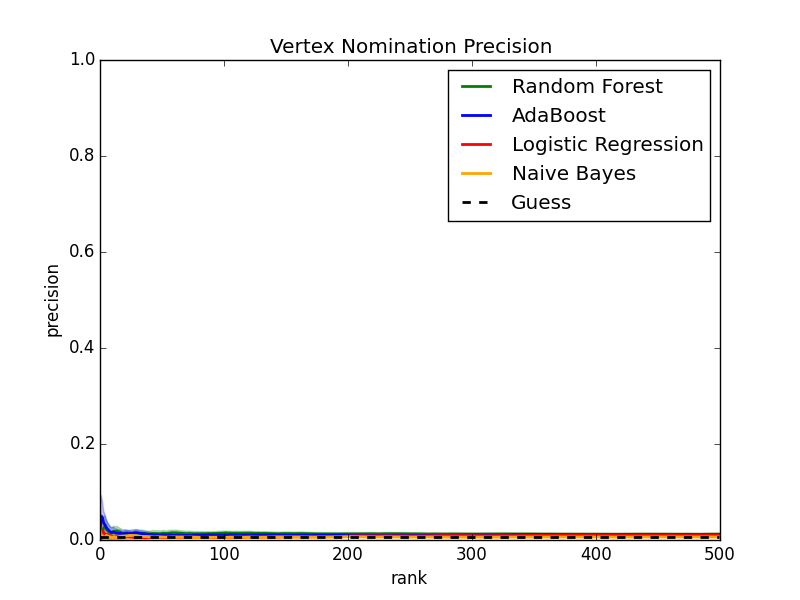 Vertex Nomination Precision
1.0
0.8
0.6
0.4
0.2
0.0
precision
Random Forest
AdaBoost
Logistic Regression
Naive Bayes
Guess
0 100 200 300 400 500
rank